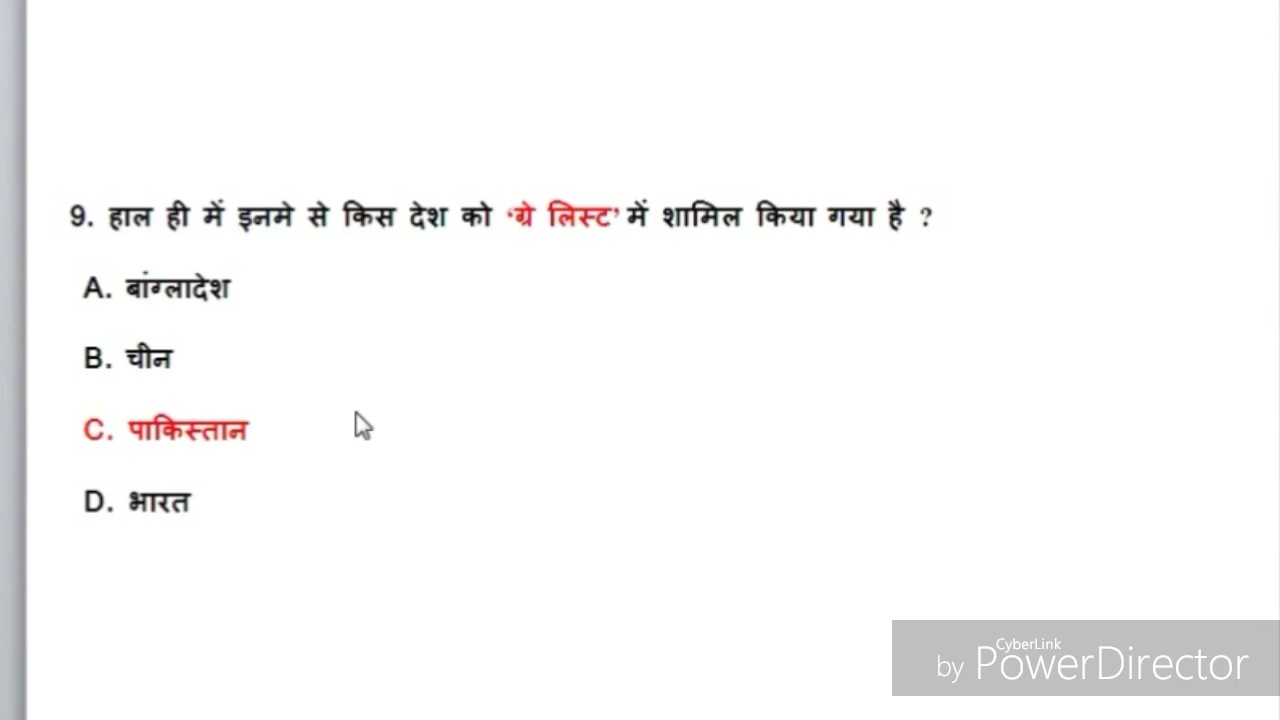 9. हाल ही में इनमे से किस देश को ‘ग्रे लिस्ट’ में शामिल किया गया है ?
A. बांग्लादेश
B. चीन
C. पाकिस्तान
D. भारत
CyberLink
by PowerDirector